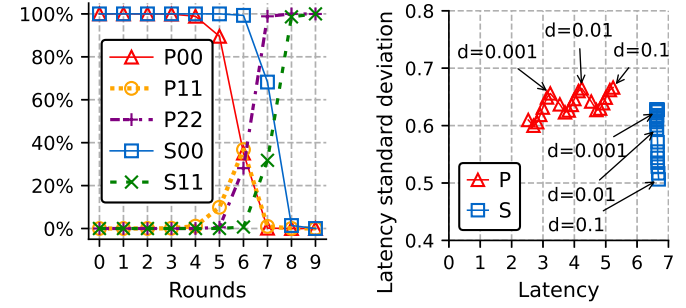 100%
80%
60%
40%
20%
0%
P00
P11
P22
S00
S11
0 1 2 3 4 5 6 7 8 9
Rounds
Latency standard deviation
0.8
0.7
0.6
0.5
0.4
d=0.01
d=0.001
d=0.1
d=0.001
d=0.01
d=0.1
P
S
0 1 2 3 4 5 6 7
Latency